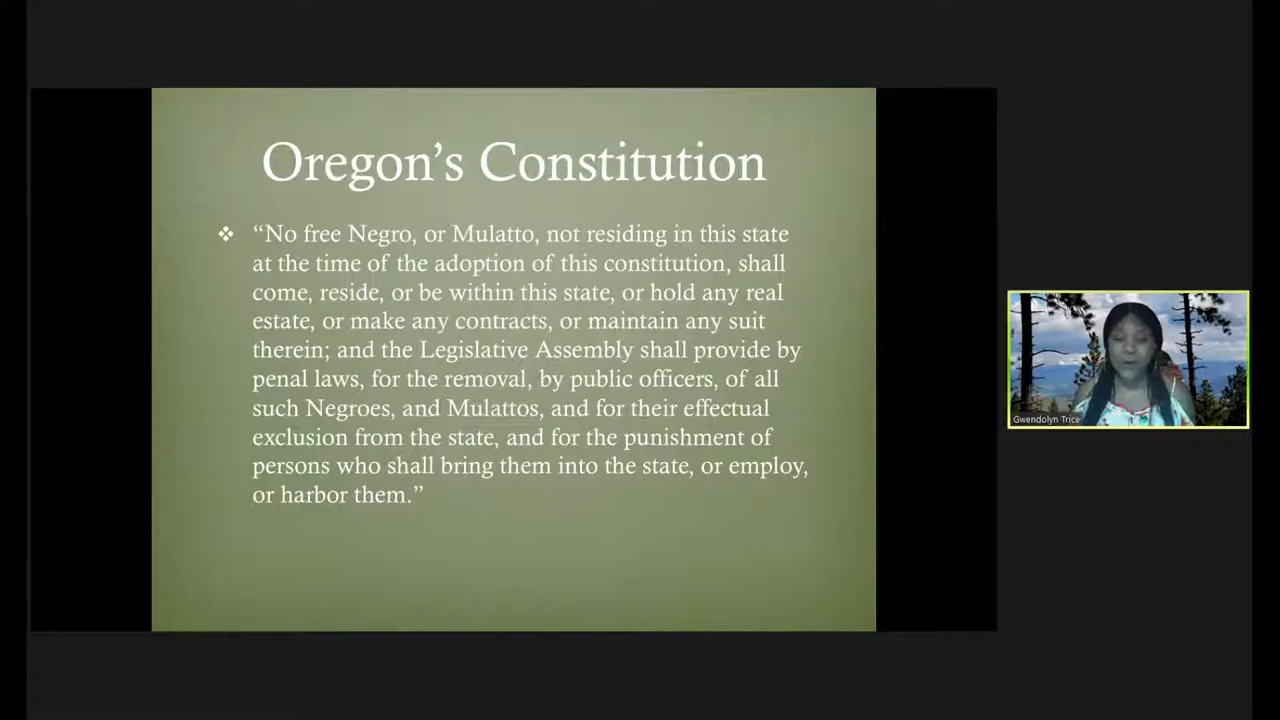 Oregon’s Constitution
❖ “No free Negro, or Mulatto, not residing in this state
at the time of the adoption of this constitution, shall
come, reside, or be within this state, or hold any real
estate, or make any contracts, or maintain any suit
therein; and the Legislative Assembly shall provide by
penal laws, for the removal, by public officers, of all
such Negroes, and Mulattos, and for their effectual
exclusion from the state, and for the punishment of
persons who shall bring them into the state, or employ,
or harbor them.”
Gwendolyn Trice